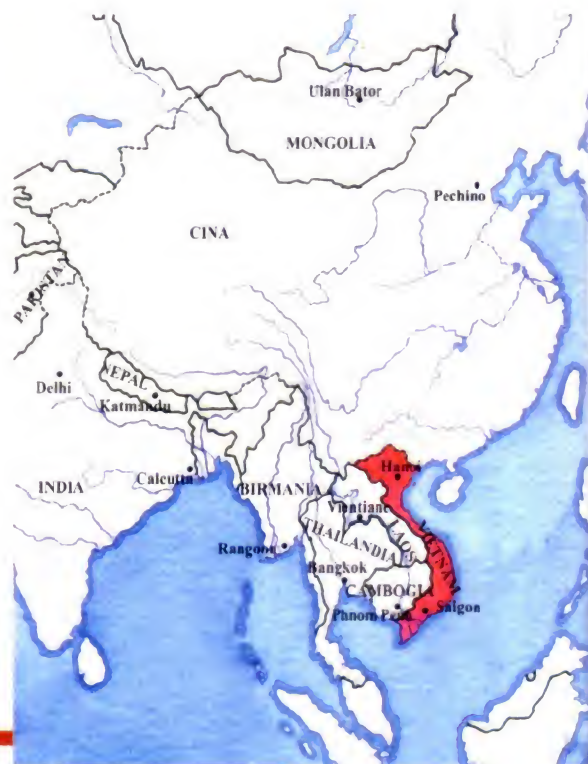 Ulan Bator
MONGOLIA
Pechino
CINA
PAKISTAN
NEPAL
Delhi
Katmandu
Calcutta
INDIA
BIRMANIA
Hanoi
Vientiane
THAILANDIA
LAOS
VIETNAM
Rangoon
Bangkok
CAMBOGIA
Phnom Penh
Saigon